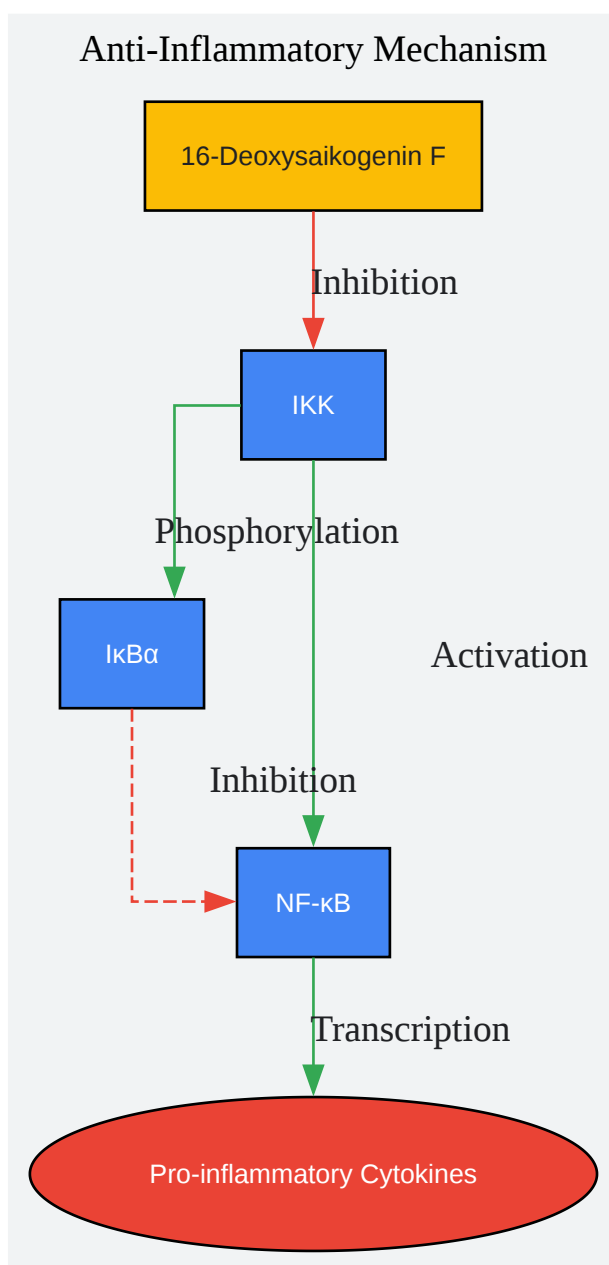 Anti-Inflammatory Mechanism
16-Deoxysaikogenin F
Inhibition
IKK
Phosphorylation
IκBα
Activation
Inhibition
NF-κB
Transcription
Pro-inflammatory Cytokines